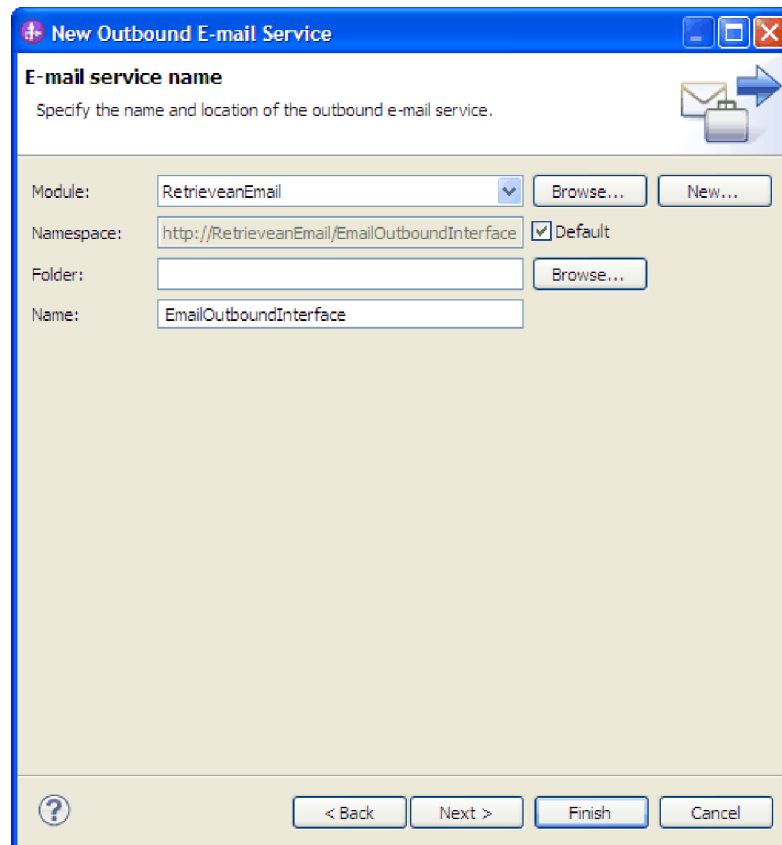 New Outbound E-mail Service
E-mail service name
Specify the name and location of the outbound e-mail service.
Module: RetrieveanEmail Browse... New...
Namespace: http://RetrieveanEmail/EmailOutboundInterface Default
Folder: Browse...
Name: EmailOutboundInterface
? < Back Next > Finish Cancel